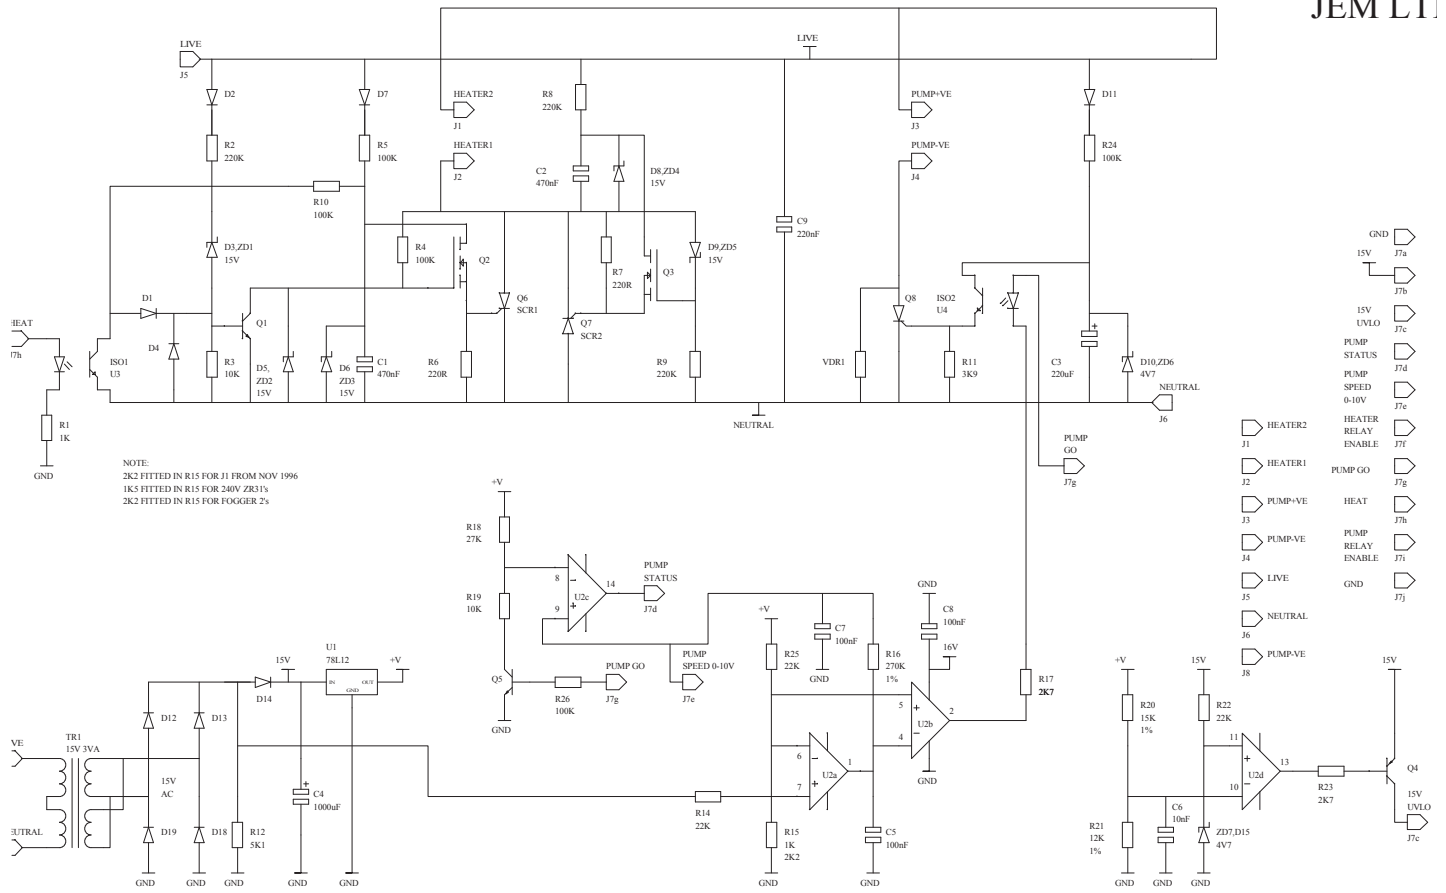 JEM LT
LIVE
J5
D2
R2
220K
D3,ZD1
15V
D1
D4
HEAT
J7h
ISO1
U3
R1
1K
GND
Q1
R3
10K
D5,
ZD2
15V
D6
ZD3
15V
D7
R5
100K
R10
100K
R4
100K
C1
470nF
HEATER2
J1
HEATER1
J2
Q2
R6
220R
Q6
SCR1
R8
220K
C2
470nF
D8,ZD4
15V
R7
220R
Q3
D9,ZD5
15V
Q7
SCR2
R9
220K
LIVE
C9
220nF
NEUTRAL
PUMP+VE
J3
PUMP-VE
J4
VDR1
Q8
ISO2
U4
R11
3K9
D11
R24
100K
C3
220uF
D10,ZD6
4V7
NEUTRAL
J6
PUMP
GO
J7g
NOTE:
2K2 FITTED IN R15 FOR J1 FROM NOV 1996
1K5 FITTED IN R15 FOR 240V ZR31's
2K2 FITTED IN R15 FOR FOGGER 2's
GND
J7a
15V
J7b
15V
UVLO
J7c
PUMP
STATUS
J7d
PUMP
SPEED
0-10V
J7e
HEATER
RELAY
ENABLE
J7f
PUMP GO
J7g
HEAT
J7h
PUMP
RELAY
ENABLE
J7i
GND
J7j
HEATER2
J1
HEATER1
J2
PUMP+VE
J3
PUMP-VE
J4
LIVE
J5
NEUTRAL
J6
PUMP-VE
J8
+V
R18
27K
R19
10K
8
9
14
U2c
PUMP
STATUS
J7d
Q5
GND
R26
100K
PUMP GO
J7g
PUMP
SPEED 0-10V
J7e
VE
EUTRAL
TR1
15V 3VA
15V
AC
D12
D13
D19
D18
GND
GND
R12
5K1
GND
D14
15V
C4
1000uF
GND
U1
78L12
IN
OUT
GND
+V
GND
R14
22K
+V
R25
22K
R15
1K
2K2
GND
6
7
1
U2a
C7
100nF
GND
R16
270K
1%
C5
100nF
GND
GND
C8
100nF
16V
5
4
2
U2b
GND
R17
2K7
+V
R20
15K
1%
R21
12K
1%
GND
C6
10nF
GND
15V
R22
22K
ZD7,D15
4V7
GND
11
10
13
U2d
R23
2K7
15V
Q4
15V
UVLO
J7c